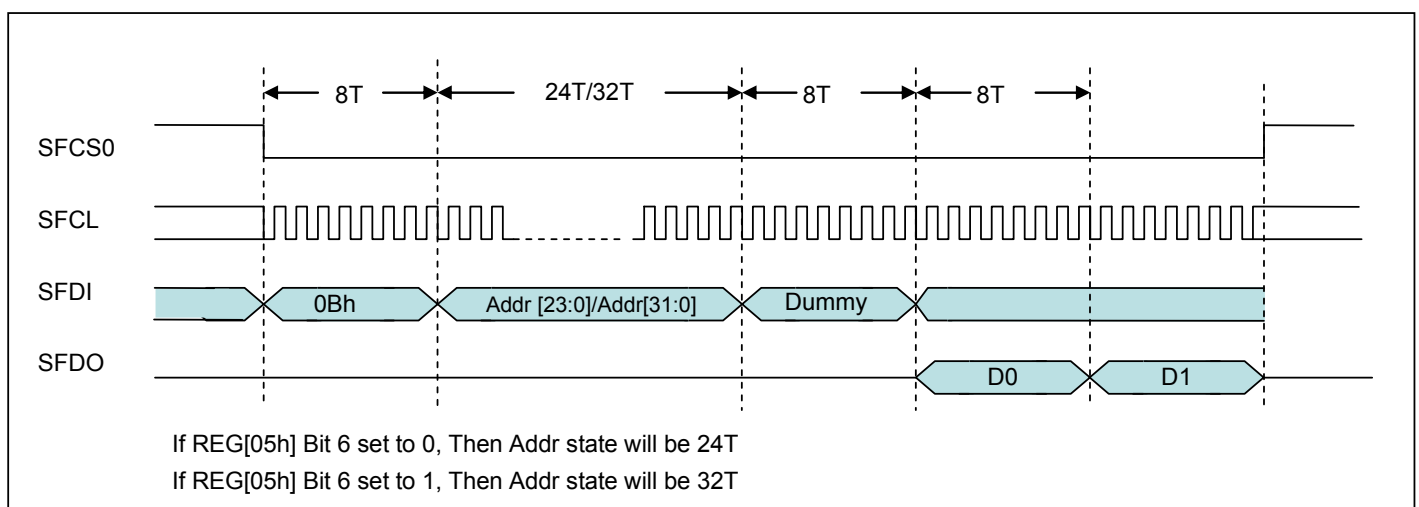 8T 24T/32T 8T 8T
SFCS0
SFCL
SFDI 0Bh Addr [23:0]/Addr[31:0] Dummy
SFDO D0 D1
If REG[05h] Bit 6 set to 0, Then Addr state will be 24T
If REG[05h] Bit 6 set to 1, Then Addr state will be 32T